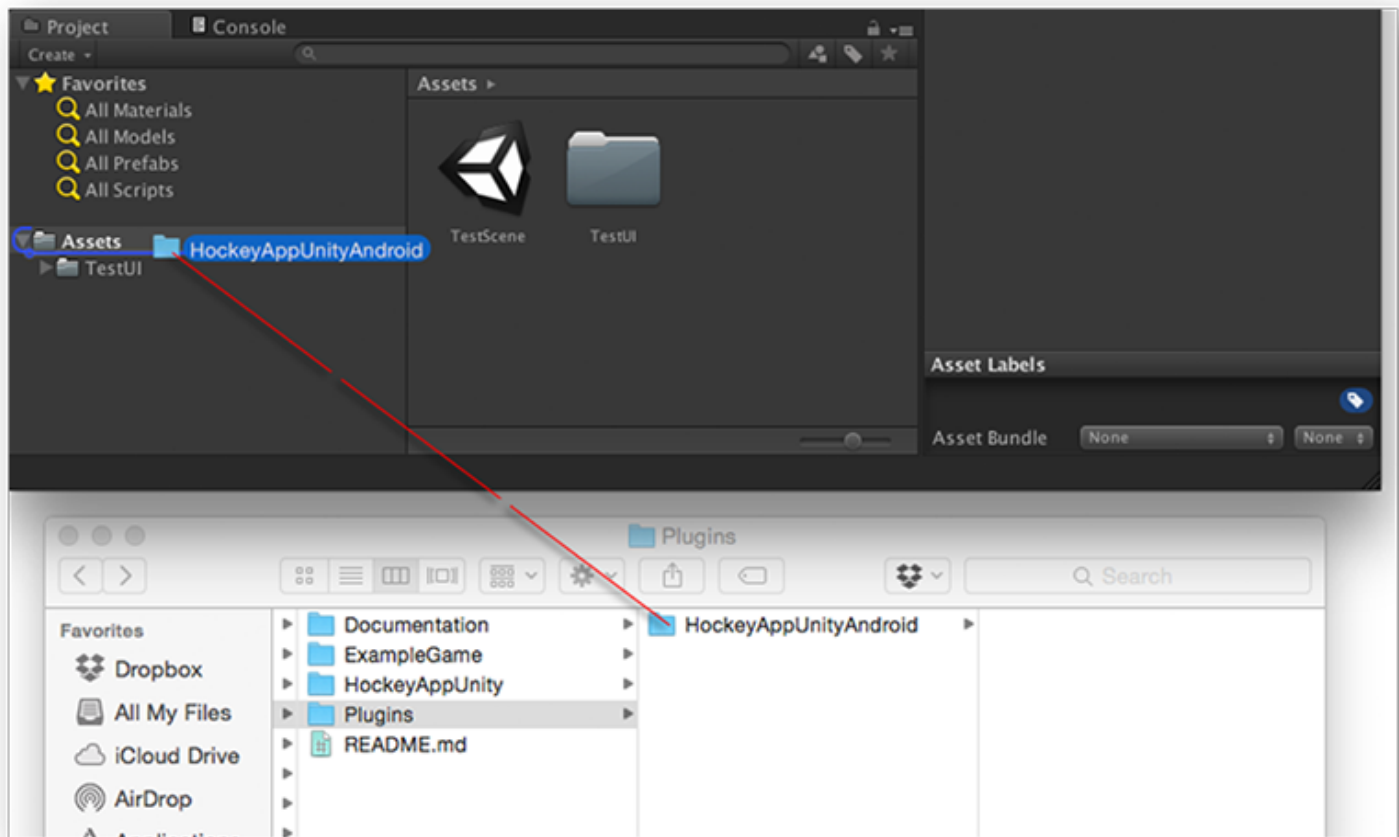 Project
Console
Create
Favorites
All Materials
All Models
All Prefabs
All Scripts
Assets
HockeyAppUnityAndroid
TestUI
Assets
TestScene
TestUI
Asset Labels
Asset Bundle
None
None
Plugins
Search
Favorites
Dropbox
All My Files
iCloud Drive
AirDrop
Documentation
ExampleGame
HockeyAppUnity
Plugins
README.md
HockeyAppUnityAndroid